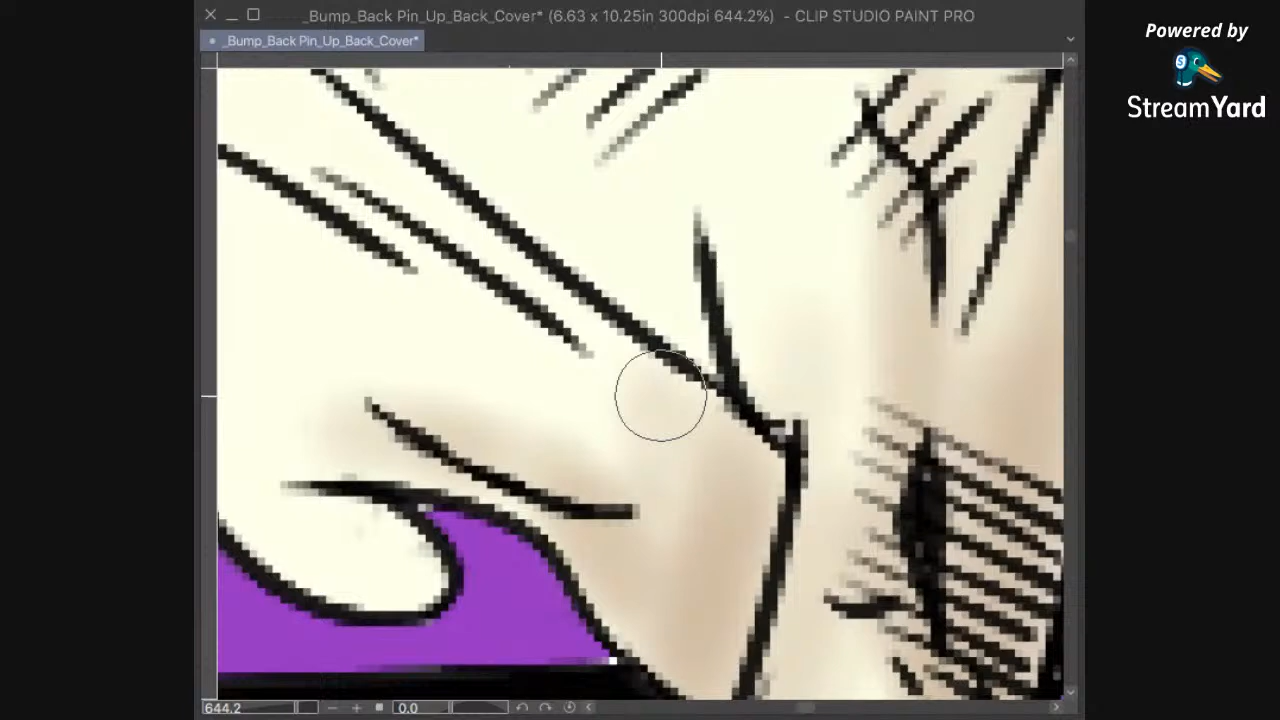 _Bump_Back Pin_Up_Back_Cover* (6.63 x 10.25in 300dpi 644.2%) - CLIP STUDIO PAINT PRO
_Bump_Back Pin_Up_Back_Cover*
Powered by
StreamYard
644.2
0.0